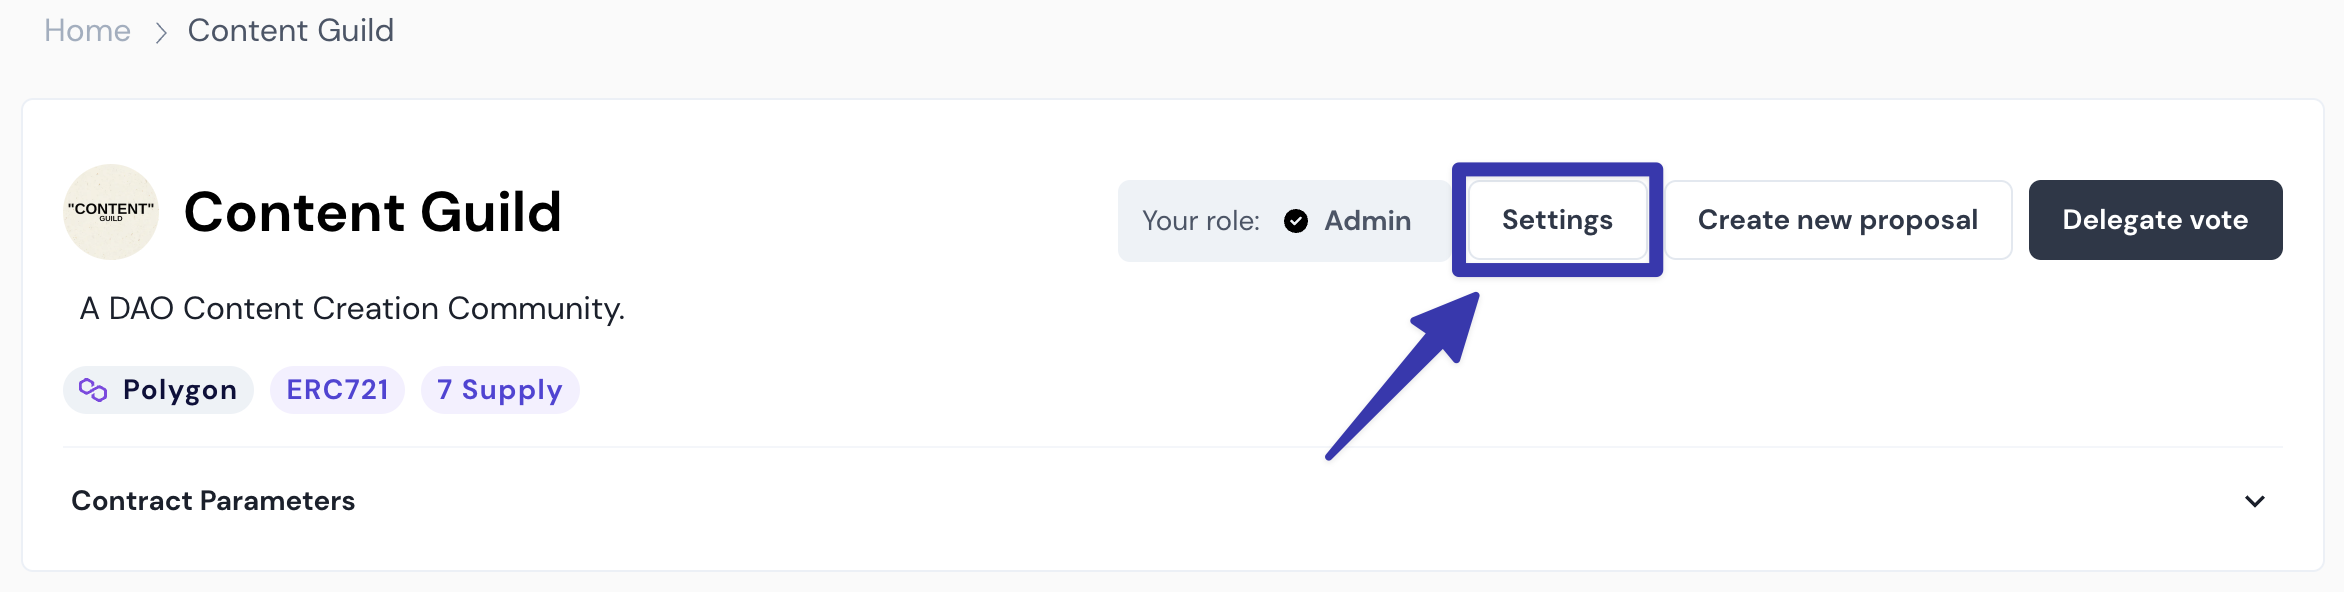 Home > Content Guild
"CONTENT"
GUILD
Content Guild
Your role: Admin
Settings
Create new proposal
Delegate vote
A DAO Content Creation Community.
Polygon
ERC721
7 Supply
Contract Parameters